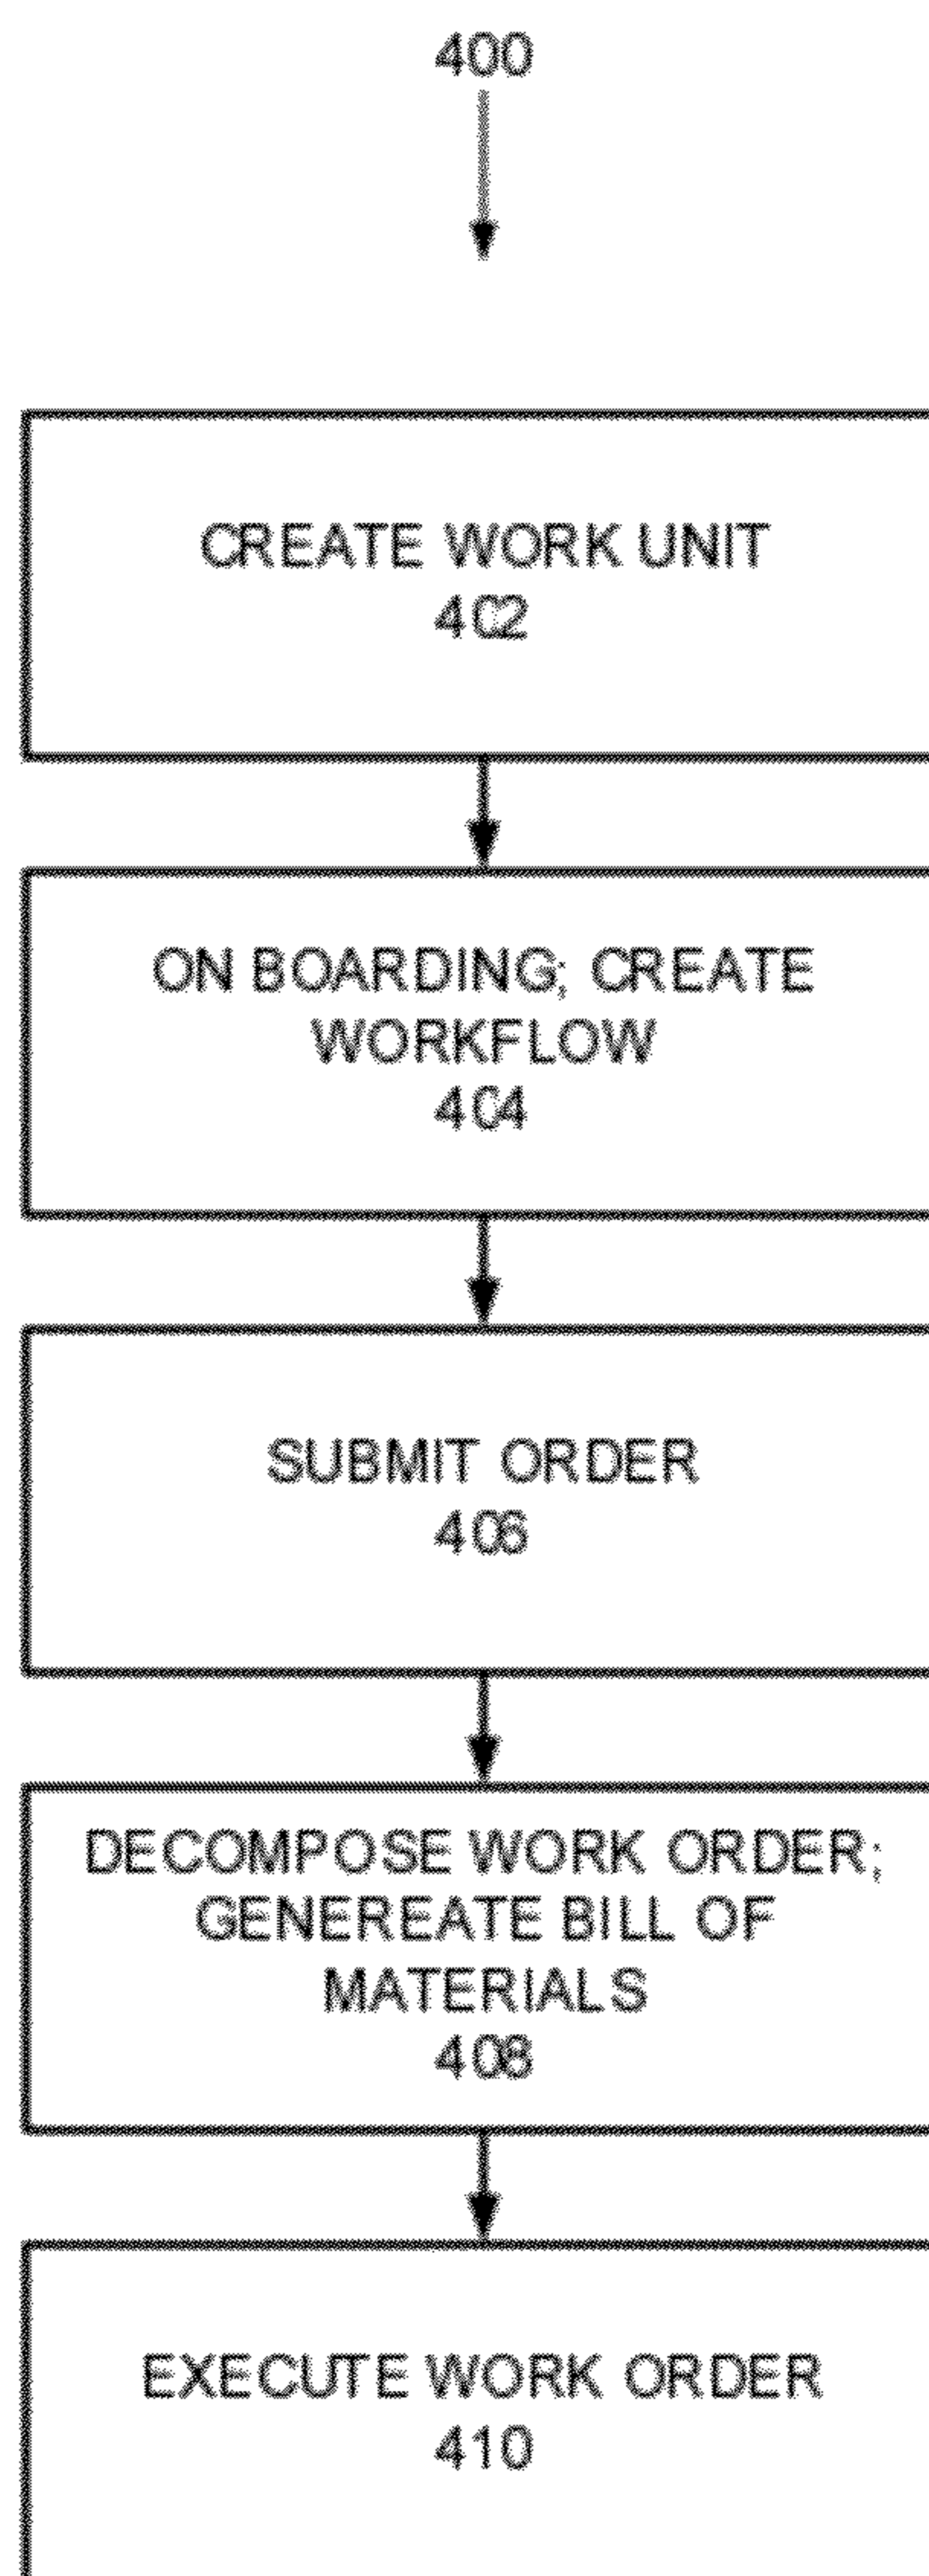 400
CREATE WORK UNIT
402
ON BOARDING; CREATE
WORKFLOW
404
SUBMIT ORDER
406
DECOMPOSE WORK ORDER;
GENEREATE BILL OF
MATERIALS
408
EXECUTE WORK ORDER
410